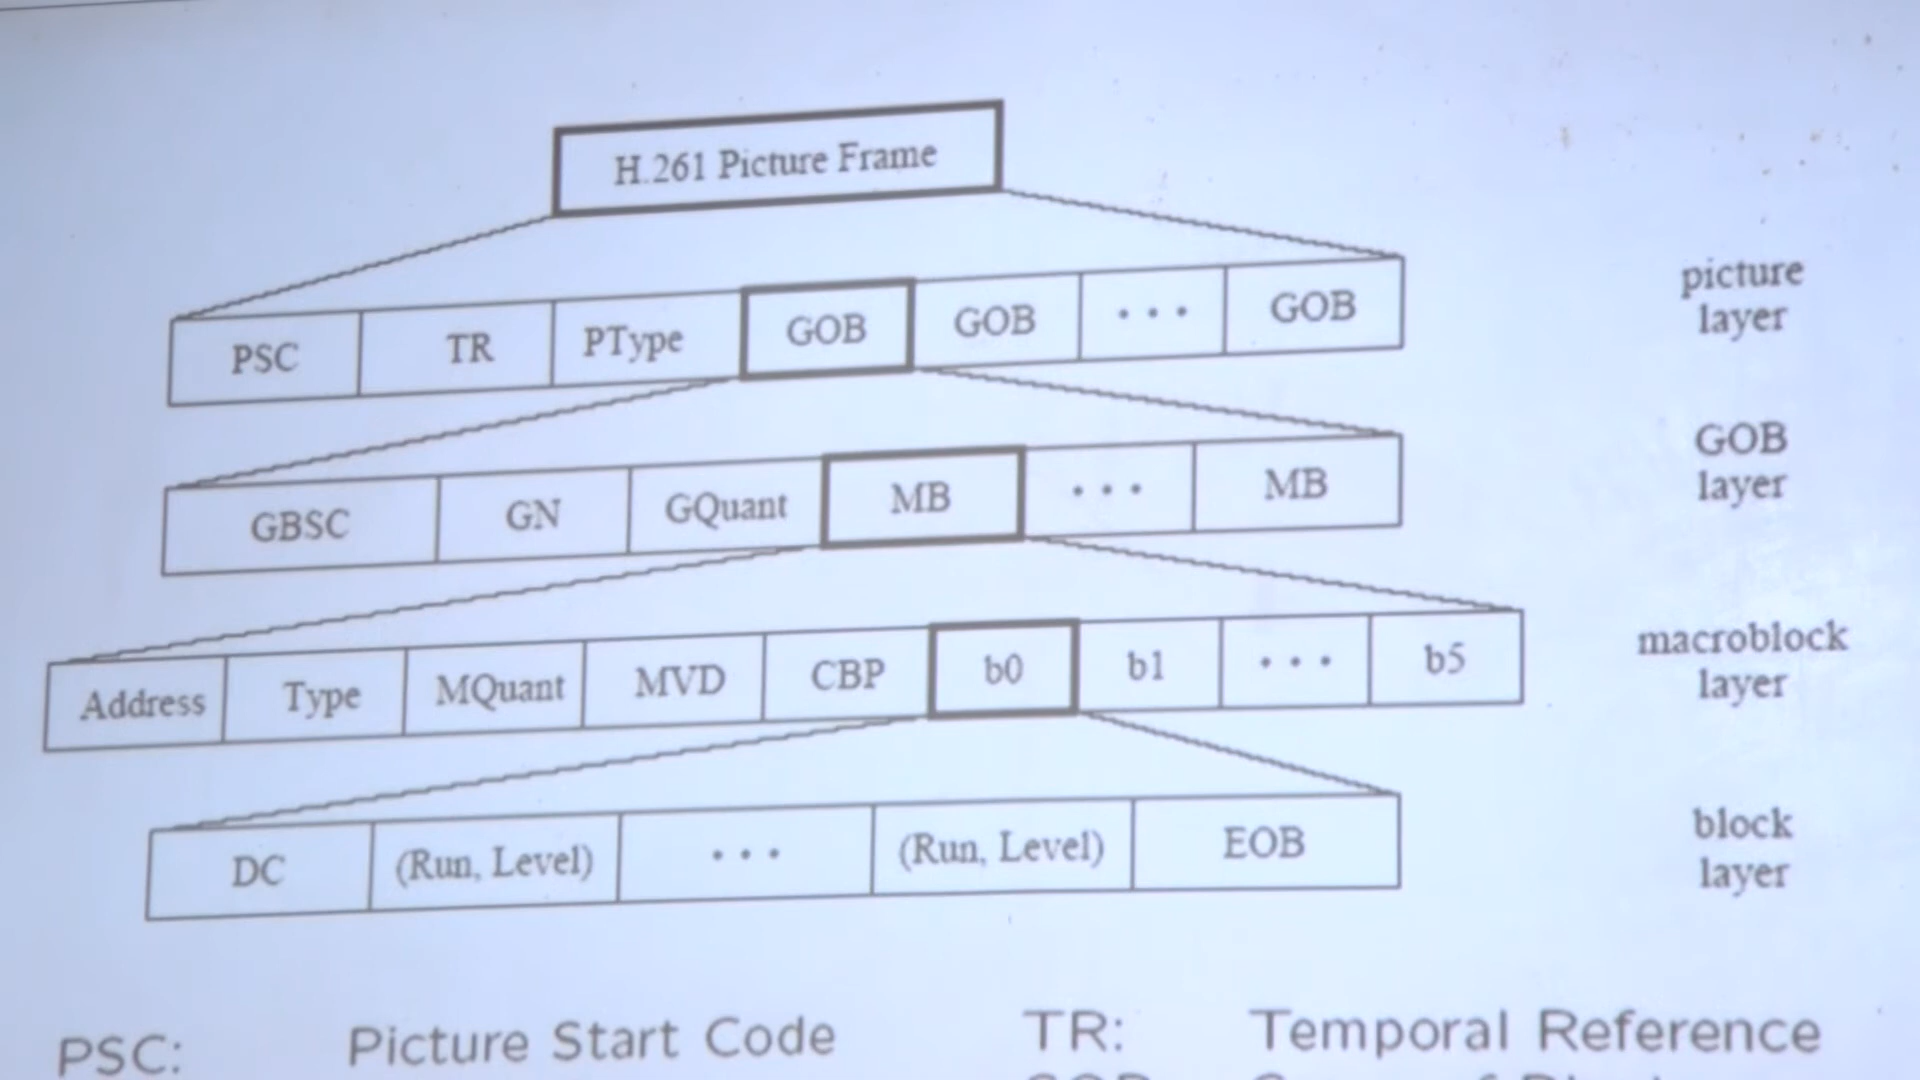 H.261 Picture Frame
PSC TR PType GOB GOB ... GOB
picture
layer
GBSC GN GQuant MB ... MB
GOB
layer
Address Type MQuant MVD CBP b0 b1 ... b5
macroblock
layer
DC (Run, Level) ... (Run, Level) EOB
block
layer
PSC: Picture Start Code TR: Temporal Reference